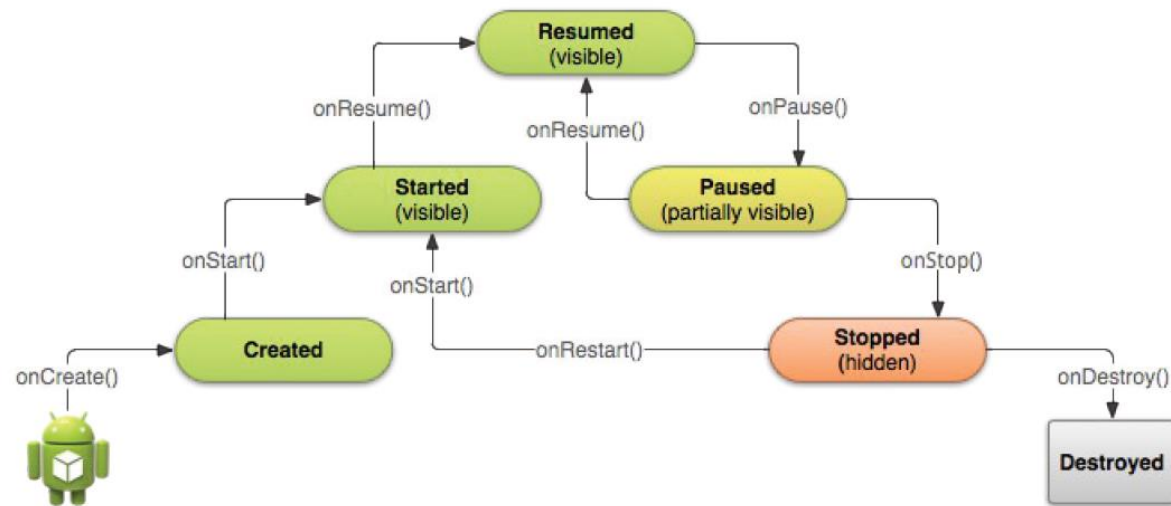 Resumed
(visible)
onResume()
onPause()
onResume()
Started
(visible)
Paused
(partially visible)
onStart()
onStart()
onStop()
Created
onRestart()
Stopped
(hidden)
onCreate()
onDestroy()
Destroyed